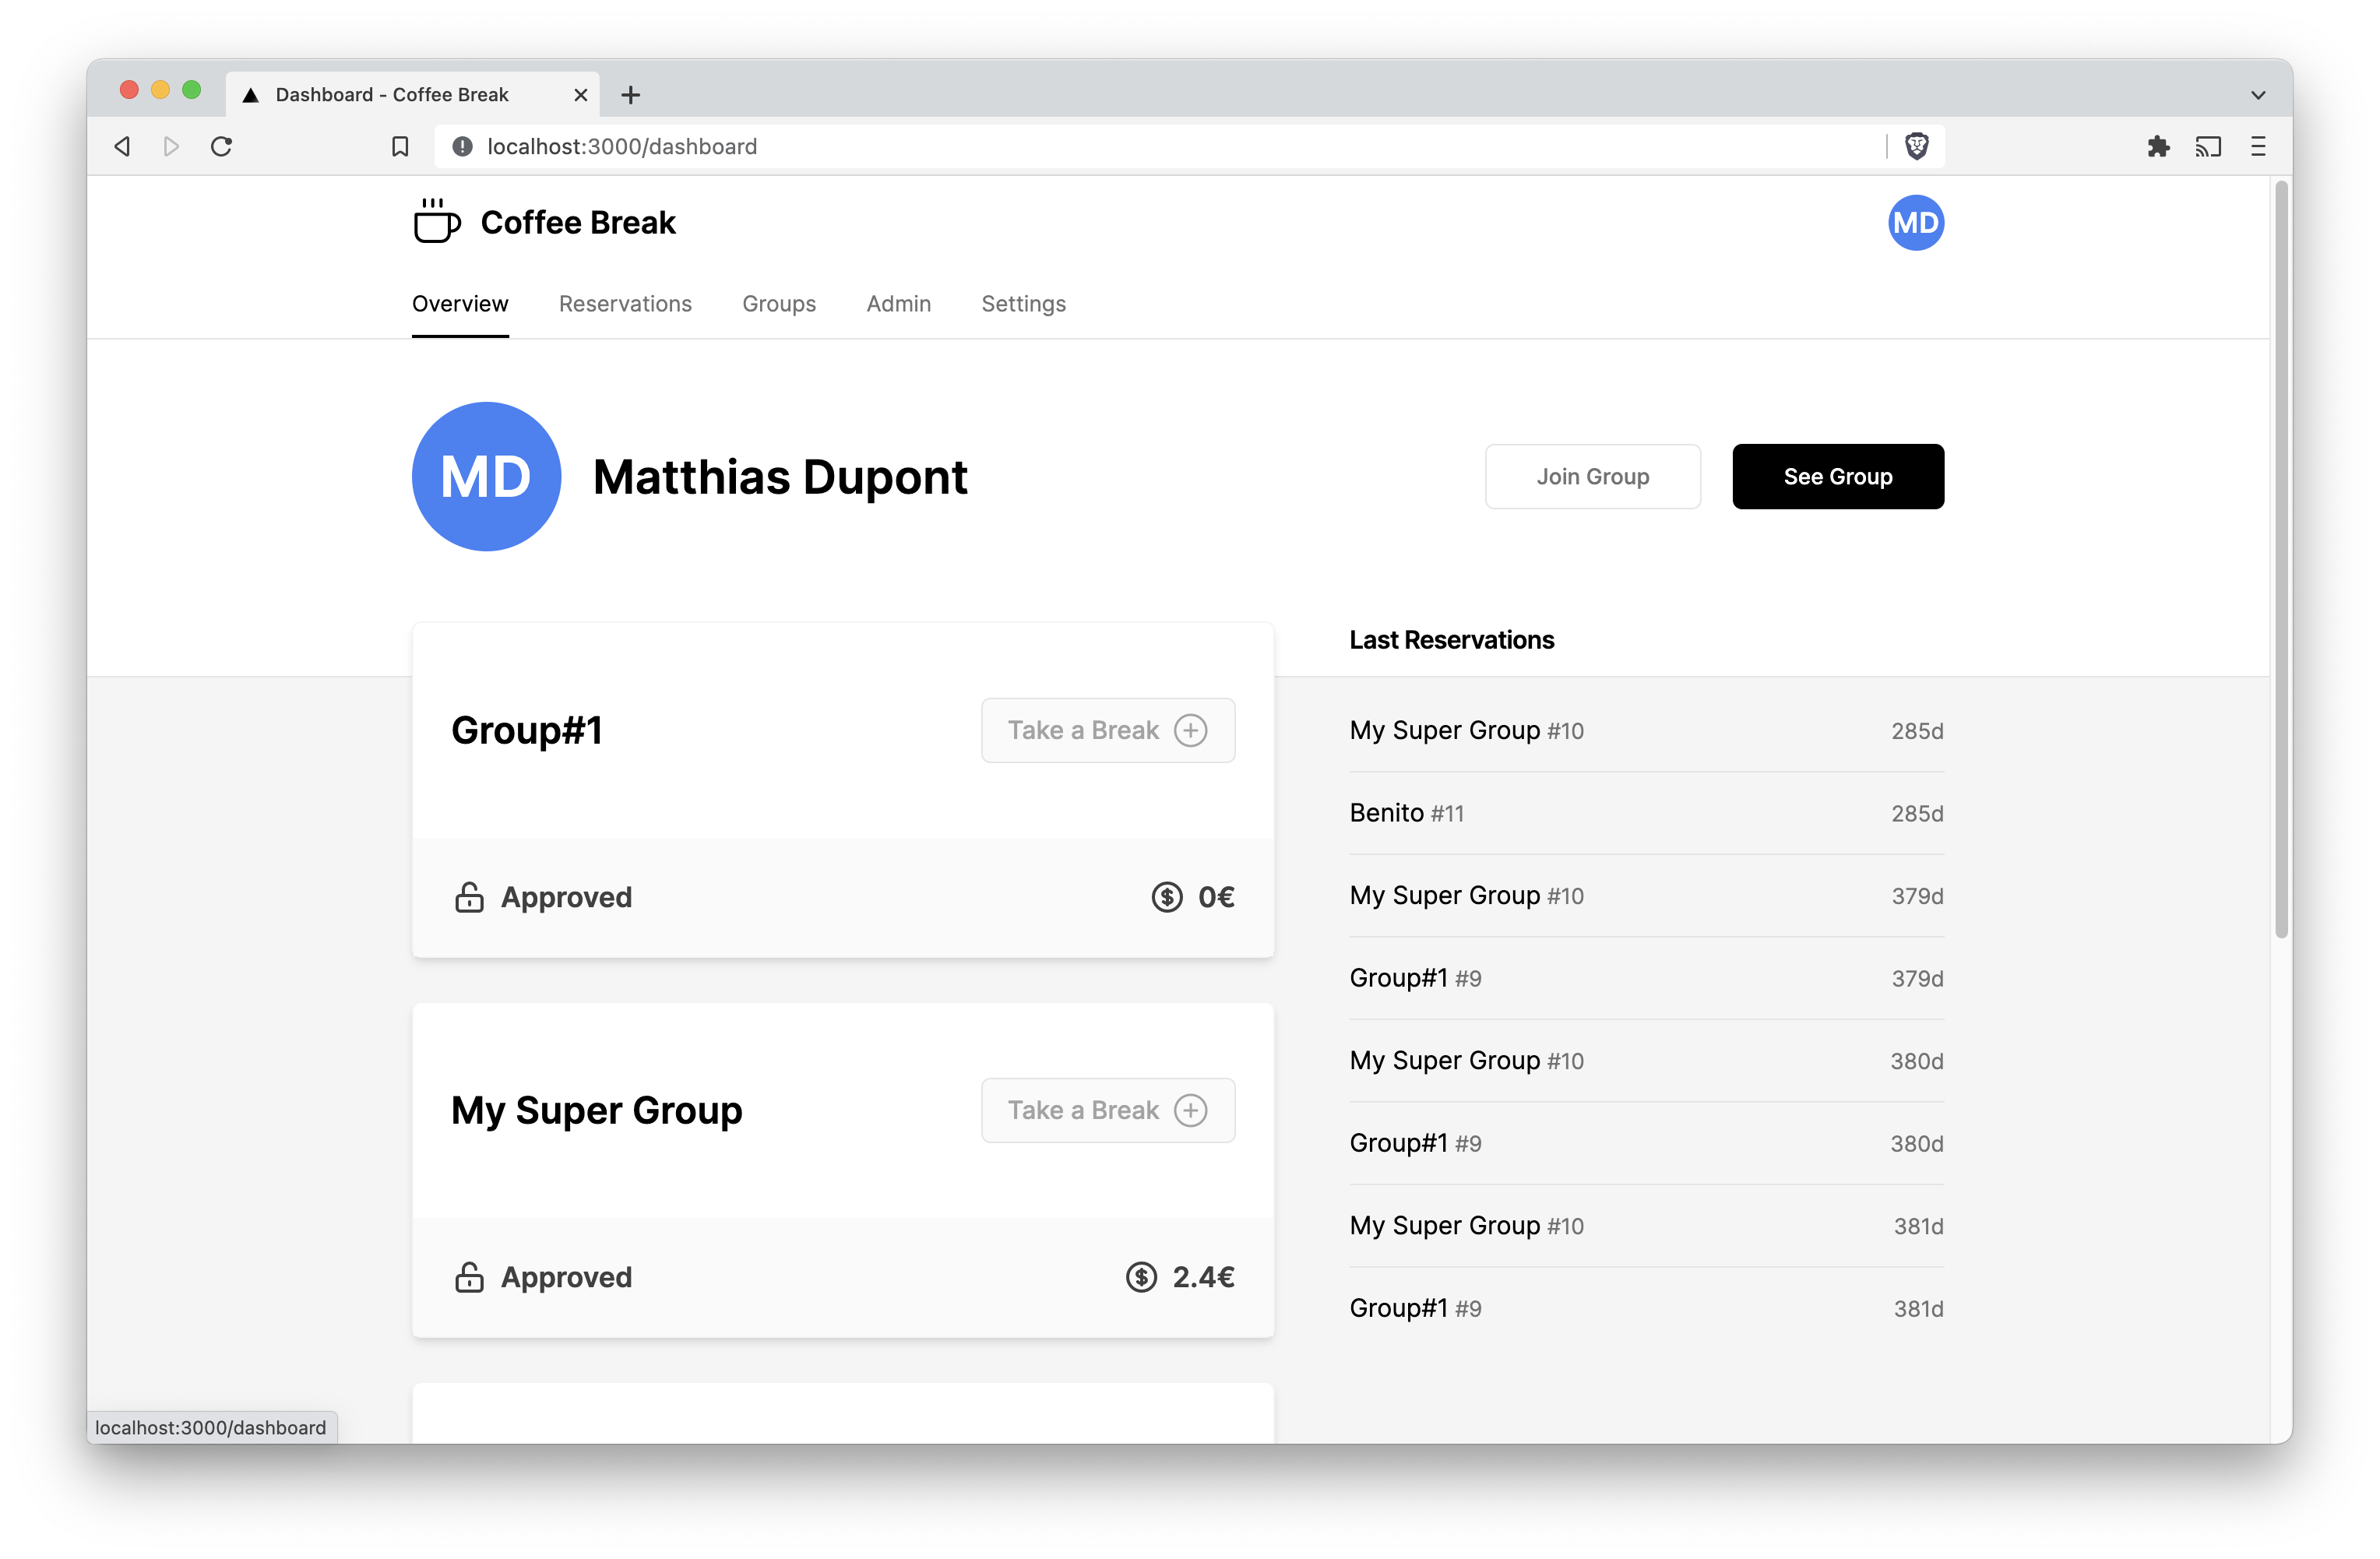 Dashboard - Coffee Break
localhost:3000/dashboard
Coffee Break
MD
Overview Reservations Groups Admin Settings
MD
Matthias Dupont
Join Group
See Group
Group#1
Take a Break
Approved
$ 0€
My Super Group
Take a Break
Approved
$ 2.4€
Last Reservations
My Super Group #10 285d
Benito #11 285d
My Super Group #10 379d
Group#1 #9 379d
My Super Group #10 380d
Group#1 #9 380d
My Super Group #10 381d
Group#1 #9 381d
localhost:3000/dashboard